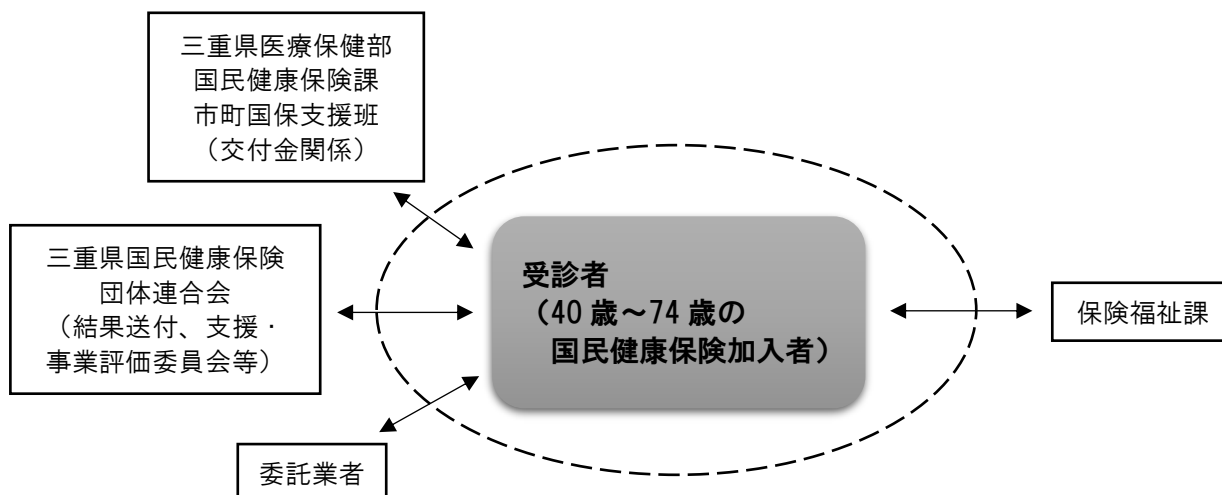 三重県医療保健部
国民健康保険課
市町国保支援班
（交付金関係）
三重県国民健康保険
団体連合会
（結果送付、支援・
事業評価委員会等）
委託業者
受診者
（40 歳～74 歳の
国民健康保険加入者）
保険福祉課